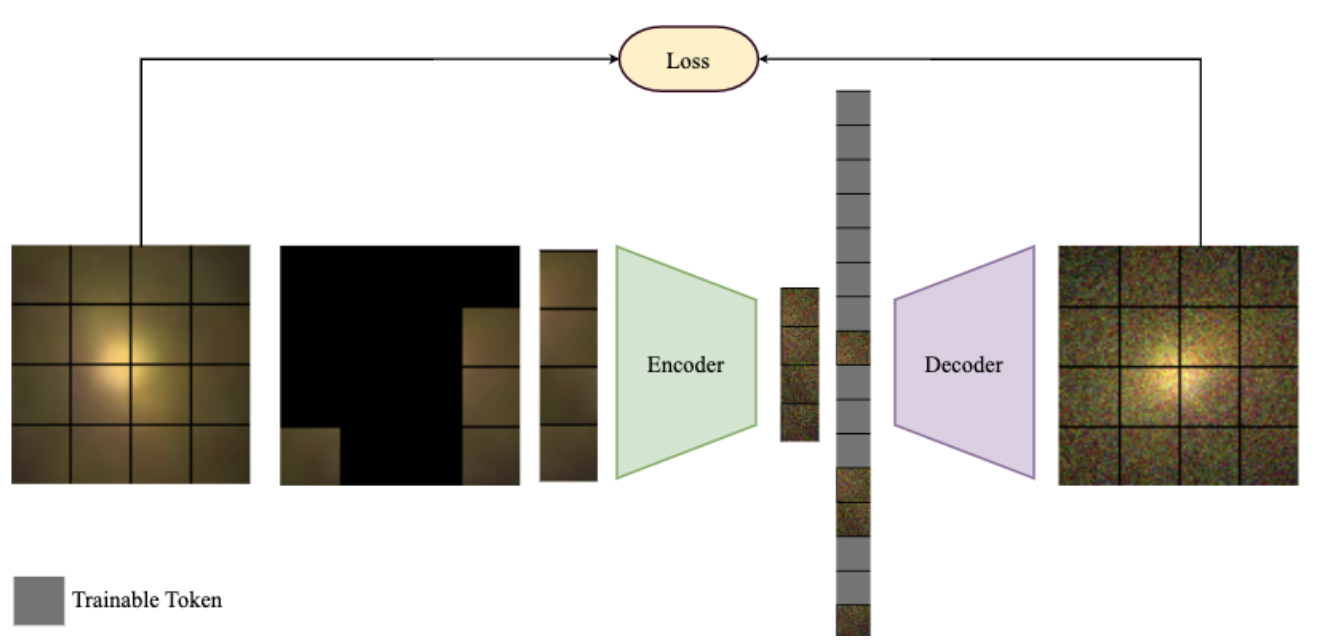 Loss
Encoder
Decoder
Trainable Token